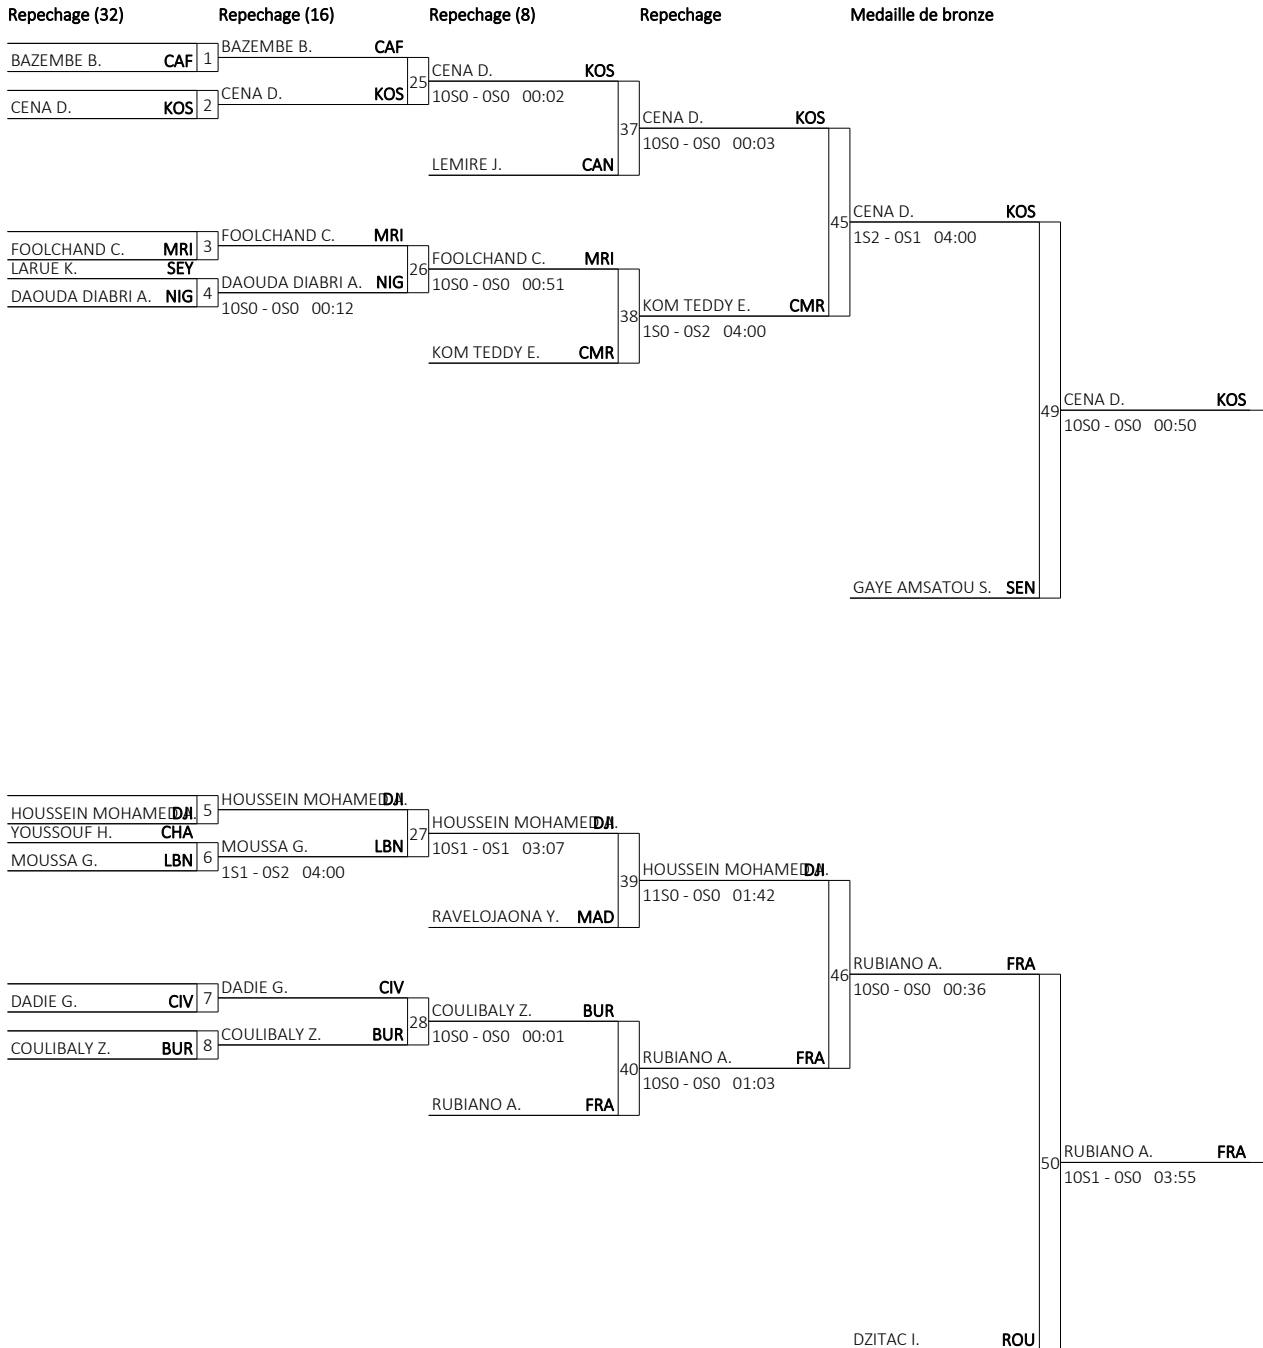 Repechage (32) Repechage (16) Repechage (8) Repechage Medaille de bronze
BAZEMBE B. CAF 1 BAZEMBE B. CAF
CENA D. KOS 2 CENA D. KOS
25 CENA D. KOS
10S0 - 0S0 00:02
LEMIRE J. CAN
37 CENA D. KOS
10S0 - 0S0 00:03
FOOLCHAND C. MRI 3 FOOLCHAND C. MRI
LARUE K. SEY
DAOUDA DIABRI A. NIG 4 DAOUDA DIABRI A. NIG
10S0 - 0S0 00:12
26 FOOLCHAND C. MRI
10S0 - 0S0 00:51
KOM TEDDY E. CMR
38 KOM TEDDY E. CMR
1S0 - 0S2 04:00
45 CENA D. KOS
1S2 - 0S1 04:00
GAYE AMSATOU S. SEN
49 CENA D. KOS
10S0 - 0S0 00:50
HOUSSEIN MOHAMED A. DJI 5 HOUSSEIN MOHAMED A. DJI
YOUSSOUF H. CHA
MOUSSA G. LBN 6 MOUSSA G. LBN
1S1 - 0S2 04:00
27 HOUSSEIN MOHAMED A. DJI
10S1 - 0S1 03:07
RAVELOJAONA Y. MAD
39 HOUSSEIN MOHAMED A. DJI
11S0 - 0S0 01:42
DADIE G. CIV 7 DADIE G. CIV
COULIBALY Z. BUR 8 COULIBALY Z. BUR
28 COULIBALY Z. BUR
10S0 - 0S0 00:01
RUBIANO A. FRA
40 RUBIANO A. FRA
10S0 - 0S0 01:03
46 RUBIANO A. FRA
10S0 - 0S0 00:36
DZITAC I. ROU
50 RUBIANO A. FRA
10S1 - 0S0 03:55